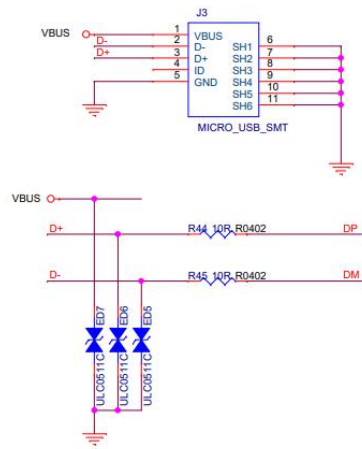 J3
VBUS
1 VBUS SH1 6
D- 2 D- SH2 7
D+ 3 D+ SH3 8
4 ID SH4 9
5 GND SH5 10
SH6 11
MICRO_USB_SMT
VBUS
D+ R44 10R R0402 DP
D- R45 10R R0402 DM
ULC0511C ED7
ULC0511C ED6
ULC0511C ED5